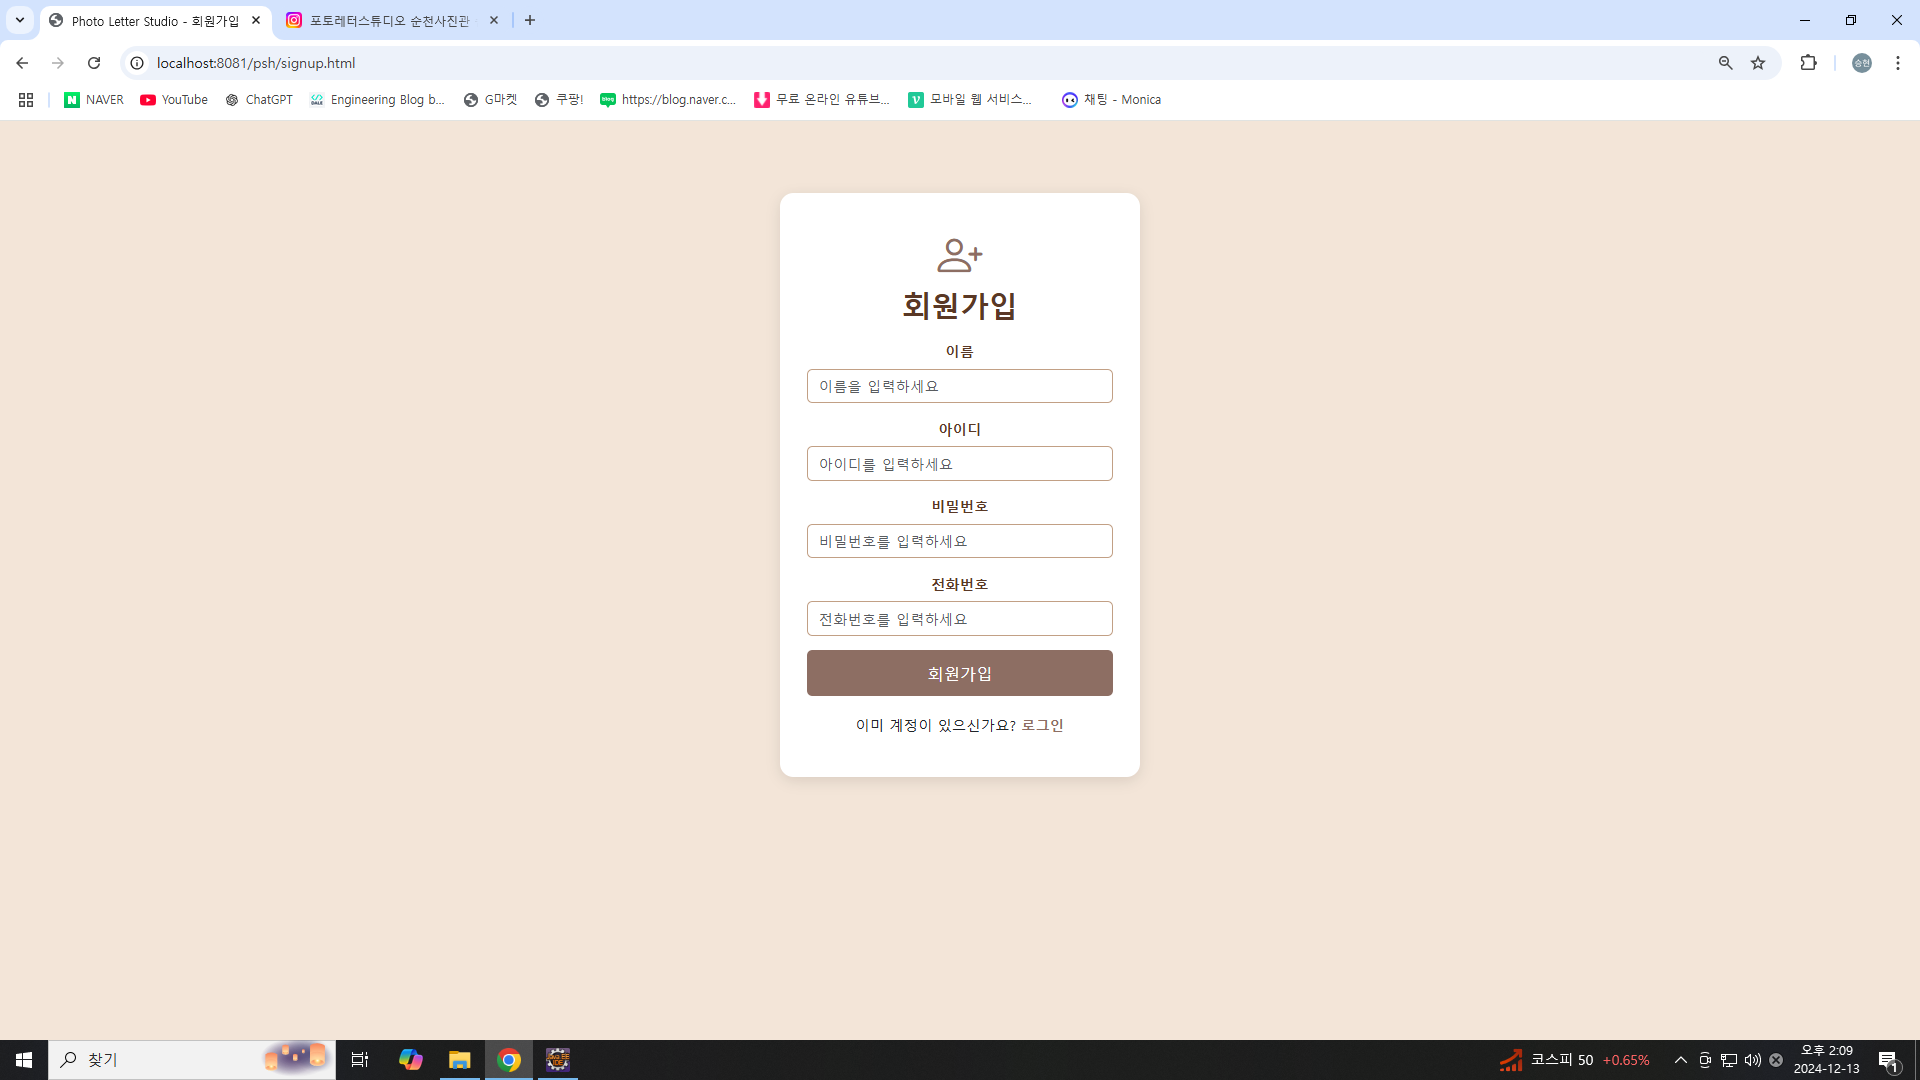 Photo Letter Studio - 회원가입
포토레터스튜디오 순천사진관
localhost:8081/psh/signup.html
승현
NAVER
YouTube
ChatGPT
Engineering Blog b...
G마켓
쿠팡!
https://blog.naver.c...
무료 온라인 유튜브...
모바일 웹 서비스...
채팅 - Monica
회원가입
이름
이름을 입력하세요
아이디
아이디를 입력하세요
비밀번호
비밀번호를 입력하세요
전화번호
전화번호를 입력하세요
회원가입
이미 계정이 있으신가요? 로그인
찾기
코스피 50 +0.65%
오후 2:09
2024-12-13
1